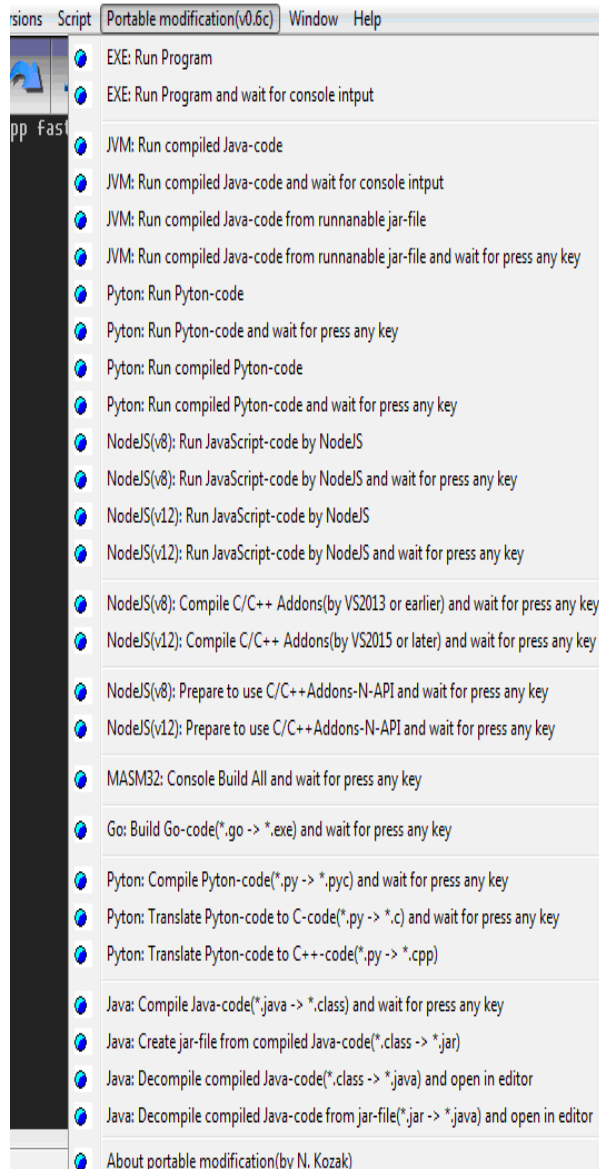 rsions Script Portable modification(v0.6c) Window Help
EXE: Run Program
EXE: Run Program and wait for console intput
pp fast
JVM: Run compiled Java-code
JVM: Run compiled Java-code and wait for console intput
JVM: Run compiled Java-code from runnanable jar-file
JVM: Run compiled Java-code from runnanable jar-file and wait for press any key
Pyton: Run Pyton-code
Pyton: Run Pyton-code and wait for press any key
Pyton: Run compiled Pyton-code
Pyton: Run compiled Pyton-code and wait for press any key
NodeJS(v8): Run JavaScript-code by NodeJS
NodeJS(v8): Run JavaScript-code by NodeJS and wait for press any key
NodeJS(v12): Run JavaScript-code by NodeJS
NodeJS(v12): Run JavaScript-code by NodeJS and wait for press any key
NodeJS(v8): Compile C/C++ Addons(by VS2013 or earlier) and wait for press any key
NodeJS(v12): Compile C/C++ Addons(by VS2015 or later) and wait for press any key
NodeJS(v8): Prepare to use C/C++Addons-N-API and wait for press any key
NodeJS(v12): Prepare to use C/C++Addons-N-API and wait for press any key
MASM32: Console Build All and wait for press any key
Go: Build Go-code(*.go -> *.exe) and wait for press any key
Pyton: Compile Pyton-code(*.py -> *.pyc) and wait for press any key
Pyton: Translate Pyton-code to C-code(*.py -> *.c) and wait for press any key
Pyton: Translate Pyton-code to C++-code(*.py -> *.cpp)
Java: Compile Java-code(*.java -> *.class) and wait for press any key
Java: Create jar-file from compiled Java-code(*.class -> *.jar)
Java: Decompile compiled Java-code(*.class -> *.java) and open in editor
Java: Decompile compiled Java-code from jar-file(*.jar -> *.java) and open in editor
About portable modification(by N. Kozak)